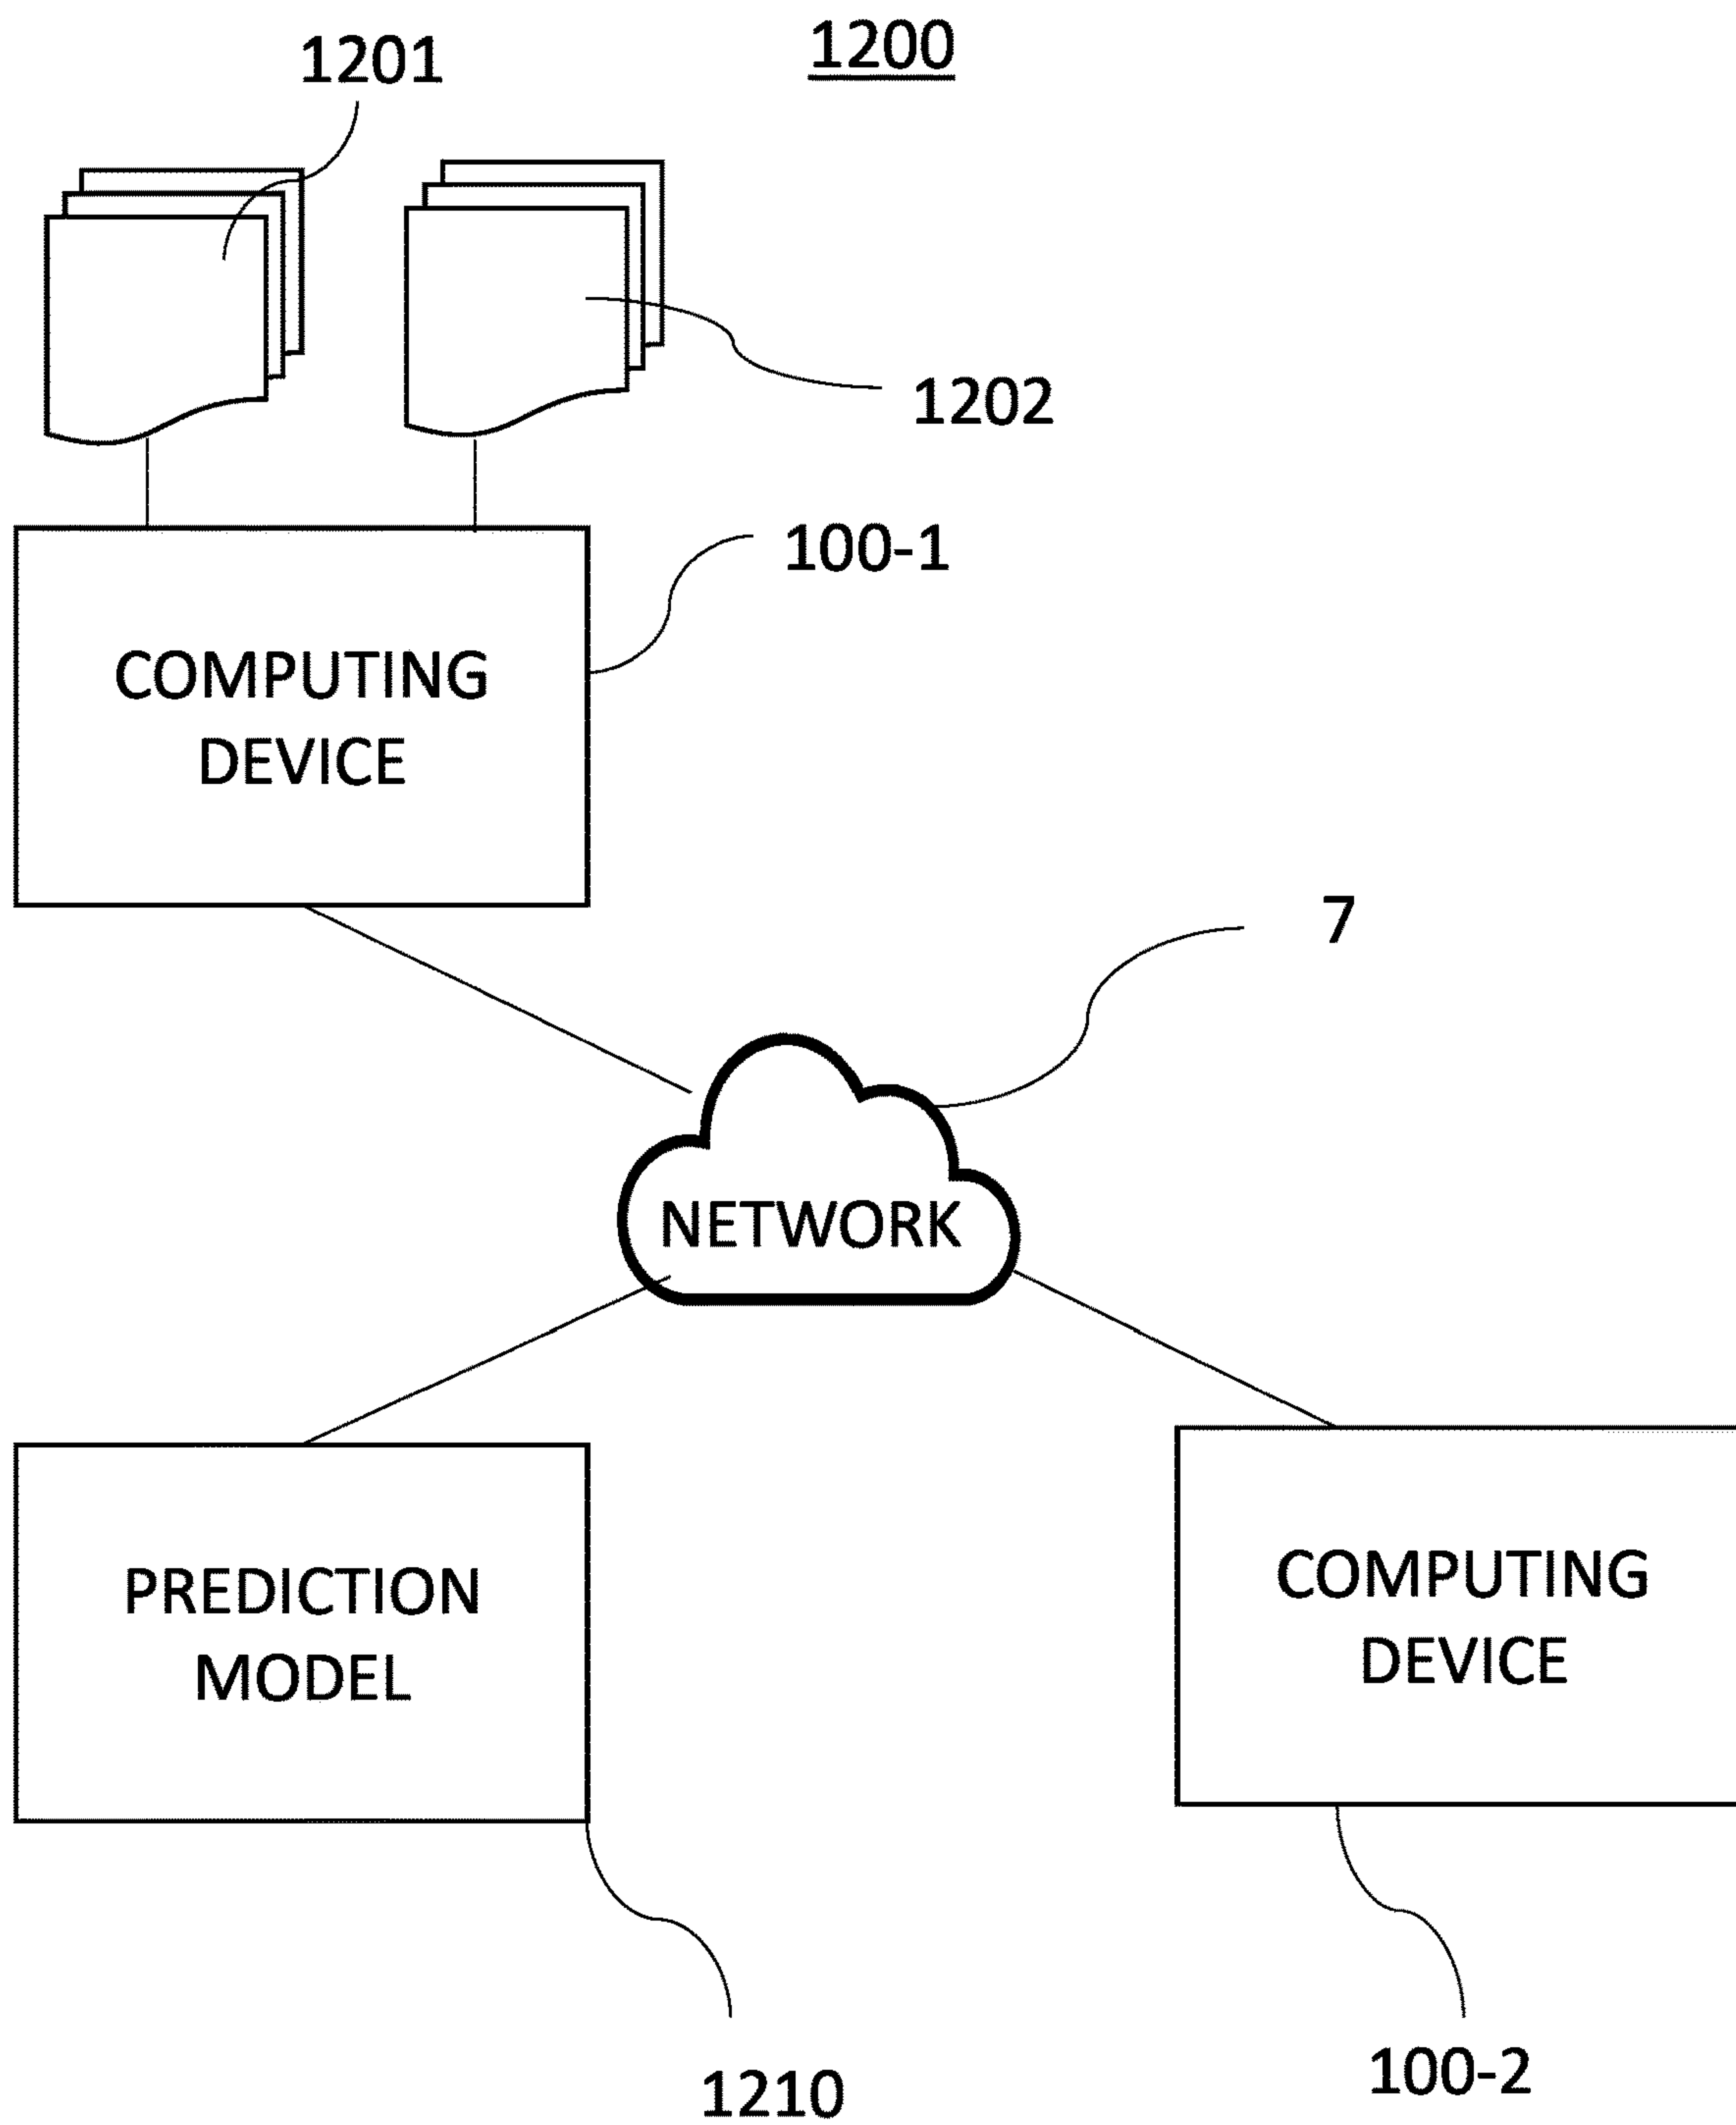 1200
1201
1202
100-1
COMPUTING
DEVICE
7
NETWORK
PREDICTION
MODEL
COMPUTING
DEVICE
1210
100-2